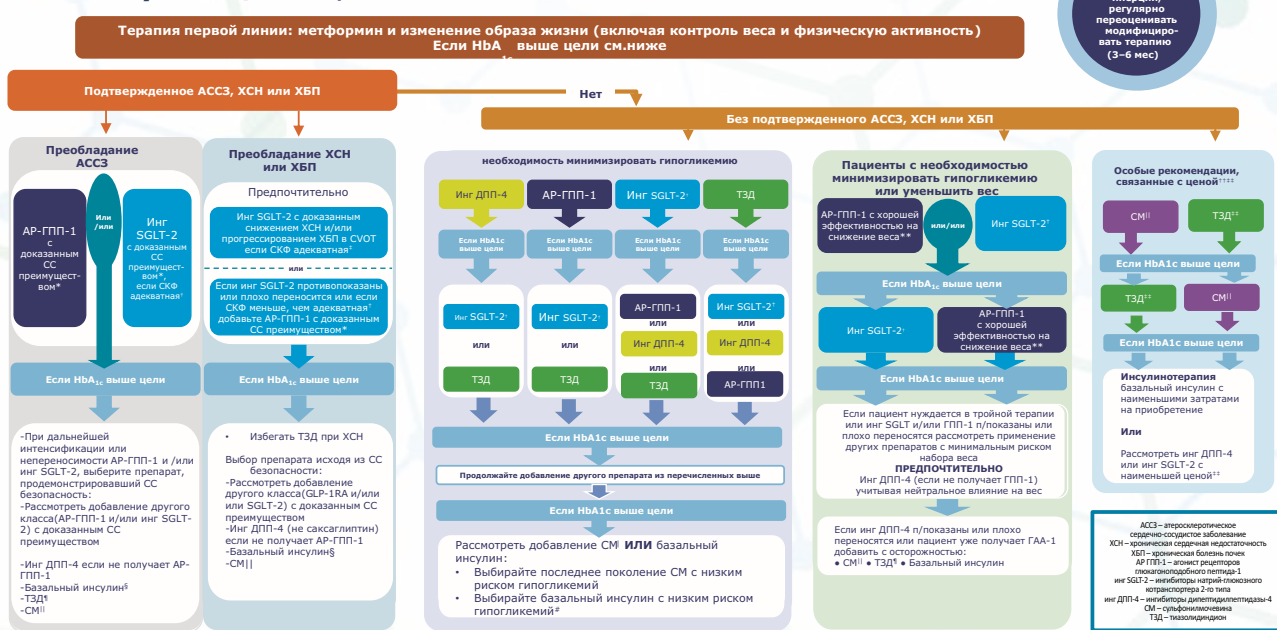 регулярно
переоценивать
модифициро-
вать терапию
(3–6 мес)
Терапия первой линии: метформин и изменение образа жизни (включая контроль веса и физическую активность)
Если HbA выше цели см.ниже
Подтвержденное АССЗ, ХСН или ХБП
Нет
Без подтвержденного АССЗ, ХСН или ХБП
Преобладание
АССЗ
АР-ГПП-1
с
доказанным
СС
преимущест-
вом*
Или
/или
Инг
SGLT-2
с доказанным
СС
преимущест-
вом*,
если СКФ
адекватная†
Если HbA1c выше цели
-При дальнейшей
интенсификации или
непереносимости АР-ГПП-1 и /или
инг SGLT-2, выберите препарат,
продемонстрировавший СС
безопасность:
-Рассмотреть добавление другого
класса(АР-ГПП-1 и/или инг SGLT-
2) с доказанным СС
преимуществом
-Инг ДПП-4 если не получает АР-
ГПП-1
-Базальный инсулин§
-ТЗД¶
-СМ||
Преобладание ХСН
или ХБП
Предпочтительно
Инг SGLT-2 с доказанным
снижением ХСН и/или
прогрессированием ХБП в CVOT
если СКФ адекватная†
или
Если инг SGLT-2 противопоказаны
или плохо переносится или если
СКФ меньше, чем адекватная†
добавьте АР-ГПП-1 с доказанным
СС преимуществом*
Если HbA1c выше цели
• Избегать ТЗД при ХСН
Выбор препарата исходя из СС
безопасности:
-Рассмотреть добавление
другого класса(GLP-1RA и/или
или SGLT-2) с доказанным СС
преимуществом
-Инг ДПП-4 (не саксаглиптин)
если не получает АР-ГПП-1
-Базальный инсулин§
-СМ||
необходимость минимизировать гипогликемию
Инг ДПП-4
АР-ГПП-1
Инг SGLT-2†
ТЗД
Если HbA1c
выше цели
Если HbA1c
выше цели
Если HbA1c
выше цели
Если HbA1c
выше цели
Инг SGLT-2†
или
ТЗД
Инг SGLT-2†
или
ТЗД
АР-ГПП-1
или
Инг ДПП-4
или
ТЗД
Инг SGLT-2†
или
Инг ДПП-4
или
АР-ГПП1
Если HbA1c выше цели
Продолжайте добавление другого препарата из перечисленных выше
Если HbA1c выше цели
Рассмотреть добавление СМ|| ИЛИ базальный
инсулин:
• Выбирайте последнее поколение СМ с низким
риском гипогликемий
• Выбирайте базальный инсулин с низким риском
гипогликемий#
Пациенты с необходимостью
минимизировать гипогликемию
или уменьшить вес
АР-ГПП-1 с хорошей
эффективностью на
снижение веса**
или/или
Инг SGLT-2†
Если HbA1c выше цели
Инг SGLT-2†
АР-ГПП-1
с хорошей
эффективностью на
снижение веса**
Если HbA1c выше цели
Если пациент нуждается в тройной терапии
или инг SGLT и/или ГПП-1 п/показаны или
плохо переносятся рассмотреть применение
других препаратов с минимальным риском
набора веса
ПРЕДПОЧТИТЕЛЬНО
Инг ДПП-4 (если не получает ГПП-1)
учитывая нейтральное влияние на вес
Если инг ДПП-4 п/показаны или плохо
переносятся или пациент уже получает ГАА-1
добавить с осторожностью:
● СМ|| ● ТЗД¶ ● Базальный инсулин
Особые рекомендации,
связанные с ценой††‡‡
СМ||
ТЗД‡‡
Если HbA1c выше цели
ТЗД‡‡
СМ||
Если HbA1c выше цели
Инсулинотерапия
базальный инсулин с
наименьшими затратами
на приобретение
Или
Рассмотреть инг ДПП-4
или инг SGLT-2 с
наименьшей ценой‡‡
АССЗ – атеросклеротическое
сердечно-сосудистое заболевание
ХСН – хроническая сердечная недостаточность
ХБП – хроническая болезнь почек
АР ГПП-1 – агонист рецепторов
глюкагоноподобного пептида-1
инг SGLT-2 – ингибиторы натрий-глюкозного
котранспортера 2-го типа
инг ДПП-4 – ингибиторы дипептидилпептидазы-4
СМ – сульфонилмочевина
ТЗД – тиазолидиндион